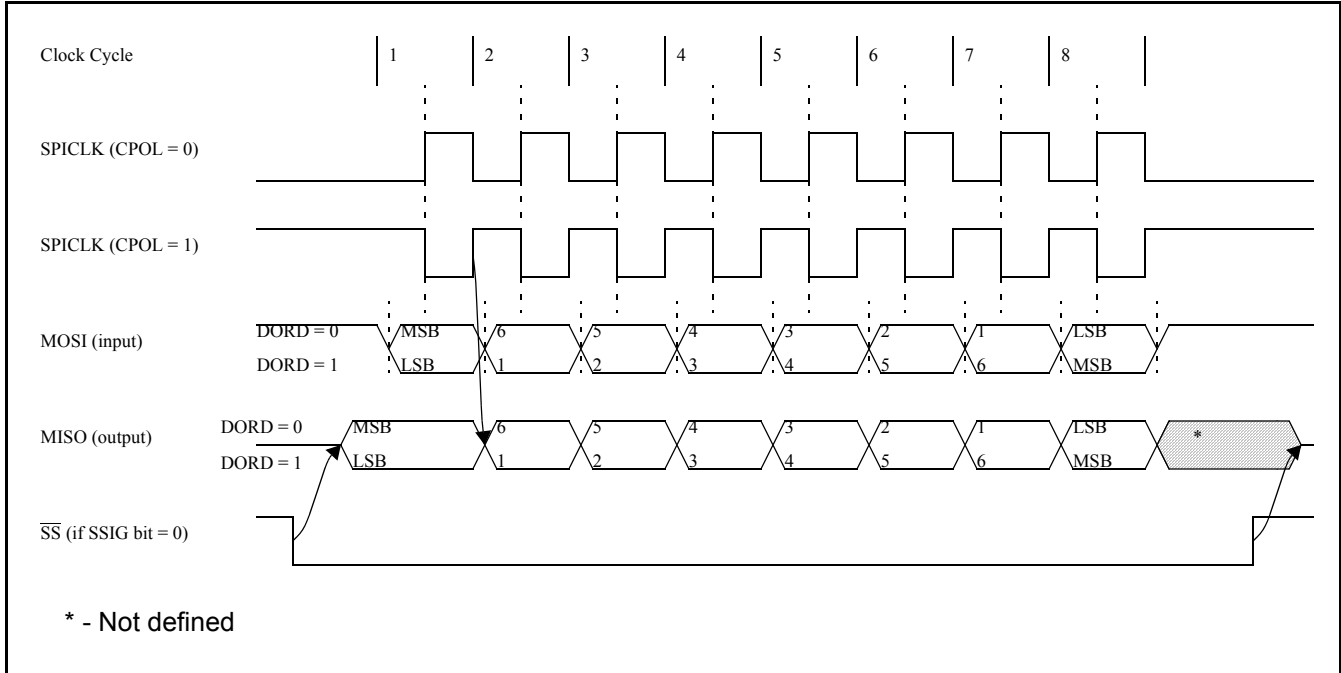 Clock Cycle 1 2 3 4 5 6 7 8
SPICLK (CPOL = 0)
SPICLK (CPOL = 1)
DORD = 0 MSB 6 5 4 3 2 1 LSB
MOSI (input)
DORD = 1 LSB 1 2 3 4 5 6 MSB
DORD = 0 MSB 6 5 4 3 2 1 LSB *
MISO (output)
DORD = 1 LSB 1 2 3 4 5 6 MSB
SS (if SSIG bit = 0)
* - Not defined